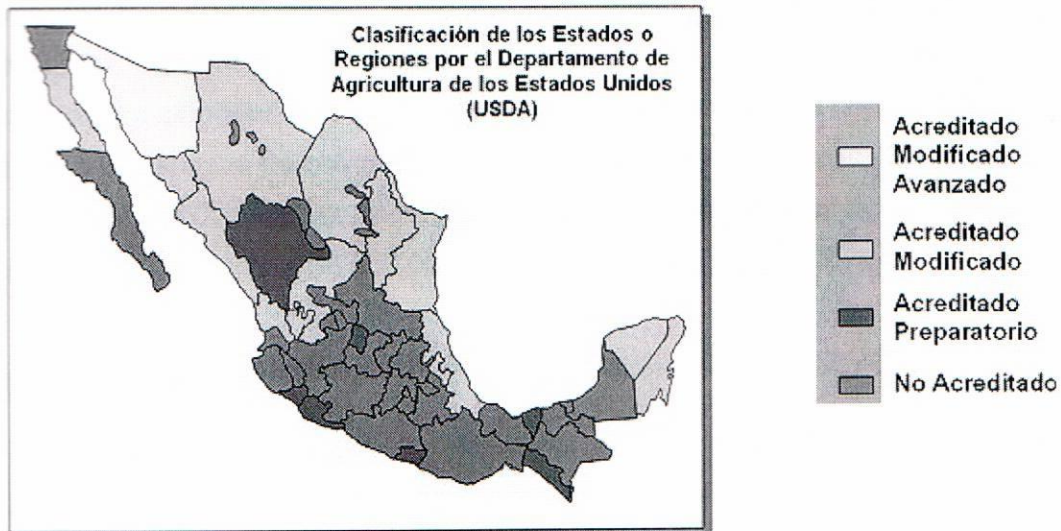 Clasificación de los Estados o
Regiones por el Departamento de
Agricultura de los Estados Unidos
(USDA)
Acreditado
Modificado
Avanzado
Acreditado
Modificado
Acreditado
Preparatorio
No Acreditado